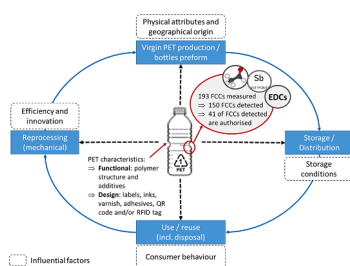 Physical attributes and
geographical origin
Virgin PET production /
bottles preform
Sb
EDCs
193 FCCs measured
⇒ 150 FCCs detected
⇒ 41 of FCCs detected
are authorised
Efficiency and
innovation
Reprocessing
(mechanical)
Storage /
Distribution
Storage
conditions
PET characteristics:
⇒ Functional: polymer
structure and
additives
⇒ Design: labels, inks,
varnish, adhesives, QR
code and/or RFID tag
1
PET
Use / reuse
(incl. disposal)
Consumer behaviour
Influential factors